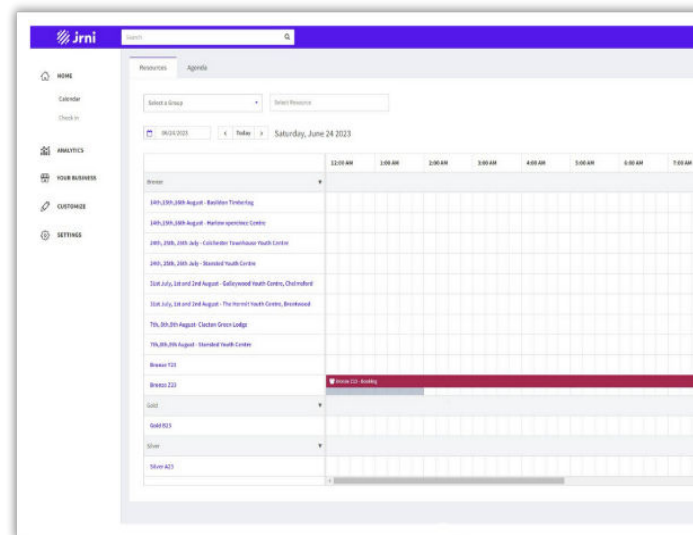 jrni
Search
Resources
Agenda
HOME
Calendar
Check in
ANALYTICS
YOUR BUSINESS
CUSTOMIZE
SETTINGS
Select a Group
Select Resource
06/24/2023
Today
Saturday, June 24 2023
12:00 AM 1:00 AM 2:00 AM 3:00 AM 4:00 AM 5:00 AM 6:00 AM 7:00 AM
Bronze
14th,15th,16th August - Basildon
14th,15th,16th August - Harlow Centre
24th, 25th, 26th July - Colchester Townhouse Youth Centre
24th, 25th, 26th July - Stansted Youth Centre
31st July, 1st and 2nd August - Galleywood Youth Centre, Chelmsford
31st July, 1st and 2nd August - The Hermit Youth Centre, Brentwood
7th, 8th,9th August- Clacton Green Lodge
7th,8th,9th August - Stansted Youth Center
Bronze Y23
Bronze Z23
Bronze Z23 - Booking
Gold
Gold B23
Silver
Silver A23